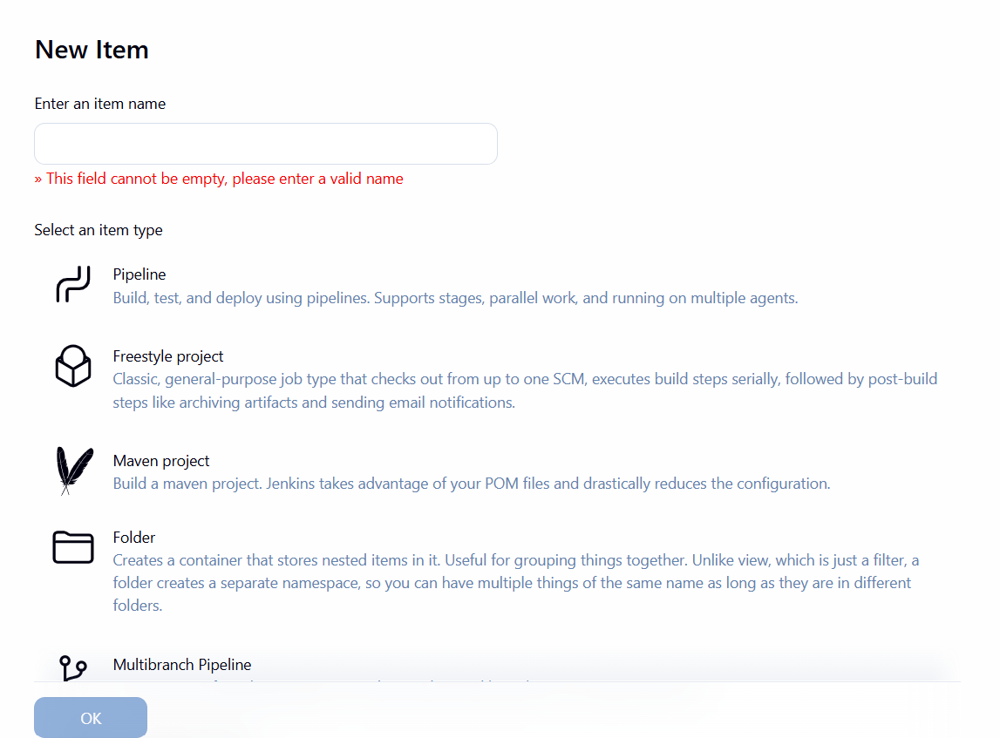 New Item
Enter an item name
» This field cannot be empty, please enter a valid name
Select an item type
Pipeline
Build, test, and deploy using pipelines. Supports stages, parallel work, and running on multiple agents.
Freestyle project
Classic, general-purpose job type that checks out from up to one SCM, executes build steps serially, followed by post-build
steps like archiving artifacts and sending email notifications.
Maven project
Build a maven project. Jenkins takes advantage of your POM files and drastically reduces the configuration.
Folder
Creates a container that stores nested items in it. Useful for grouping things together. Unlike view, which is just a filter, a
folder creates a separate namespace, so you can have multiple things of the same name as long as they are in different
folders.
Multibranch Pipeline
OK